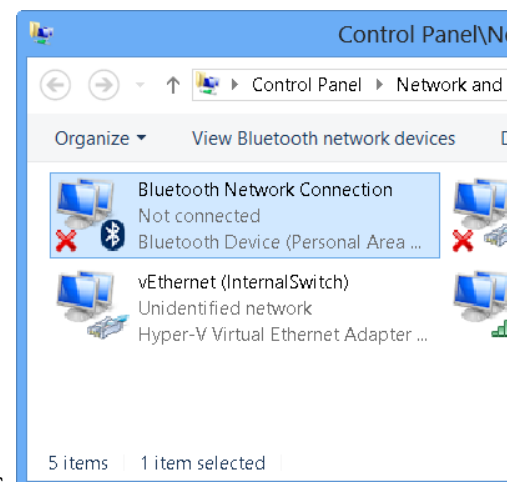 Control Panel\N
Control Panel Network and
Organize View Bluetooth network devices
Bluetooth Network Connection
Not connected
Bluetooth Device (Personal Area ...
vEthernet (InternalSwitch)
Unidentified network
Hyper-V Virtual Ethernet Adapter ...
5 items 1 item selected